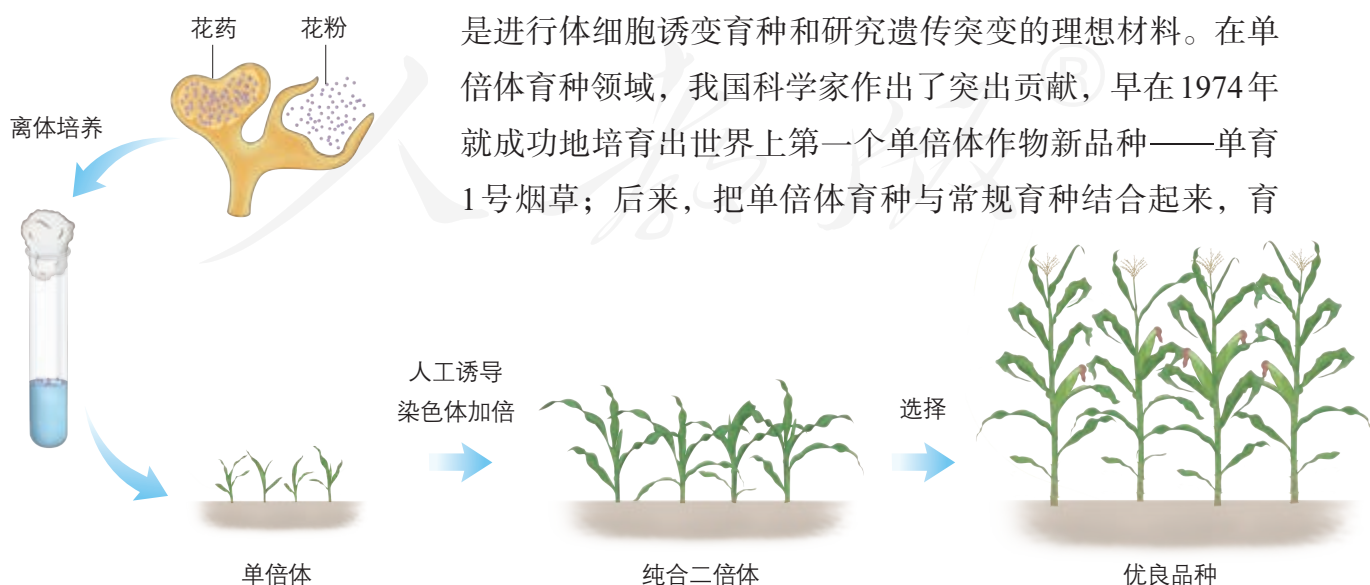 花药 花粉
是进行体细胞诱变育种和研究遗传突变的理想材料。在单
倍体育种领域，我国科学家作出了突出贡献，早在1974年
就成功地培育出世界上第一个单倍体作物新品种——单育
1号烟草；后来，把单倍体育种与常规育种结合起来，育
离体培养
人工诱导
染色体加倍
选择
单倍体
纯合二倍体
优良品种
人教版®